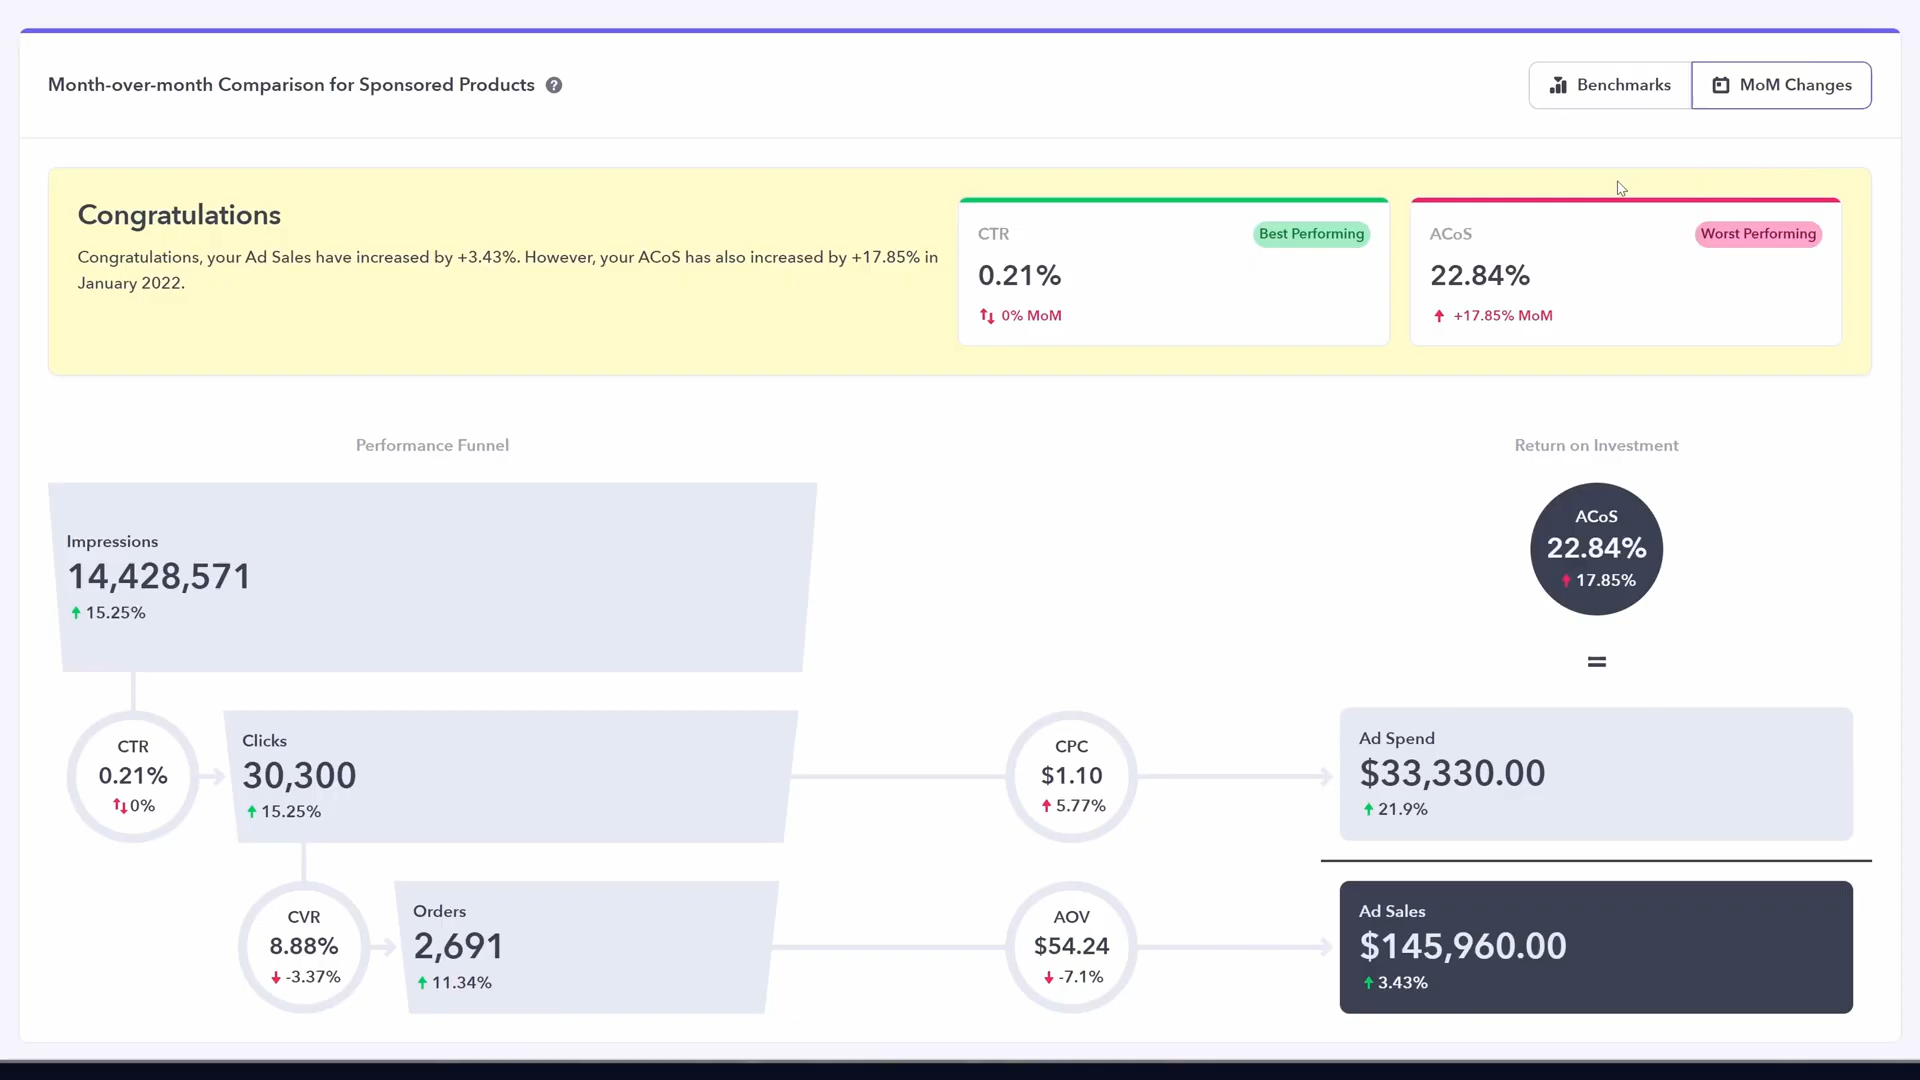 Month-over-month Comparison for Sponsored Products ?
Benchmarks
MoM Changes
Congratulations
Congratulations, your Ad Sales have increased by +3.43%. However, your ACoS has also increased by +17.85% in
January 2022.
CTR
Best Performing
0.21%
0% MoM
ACoS
Worst Performing
22.84%
+17.85% MoM
Performance Funnel
Return on Investment
Impressions
14,428,571
15.25%
ACoS
22.84%
17.85%
=
CTR
0.21%
0%
Clicks
30,300
15.25%
CPC
$1.10
5.77%
Ad Spend
$33,330.00
21.9%
CVR
8.88%
-3.37%
Orders
2,691
11.34%
AOV
$54.24
-7.1%
Ad Sales
$145,960.00
3.43%